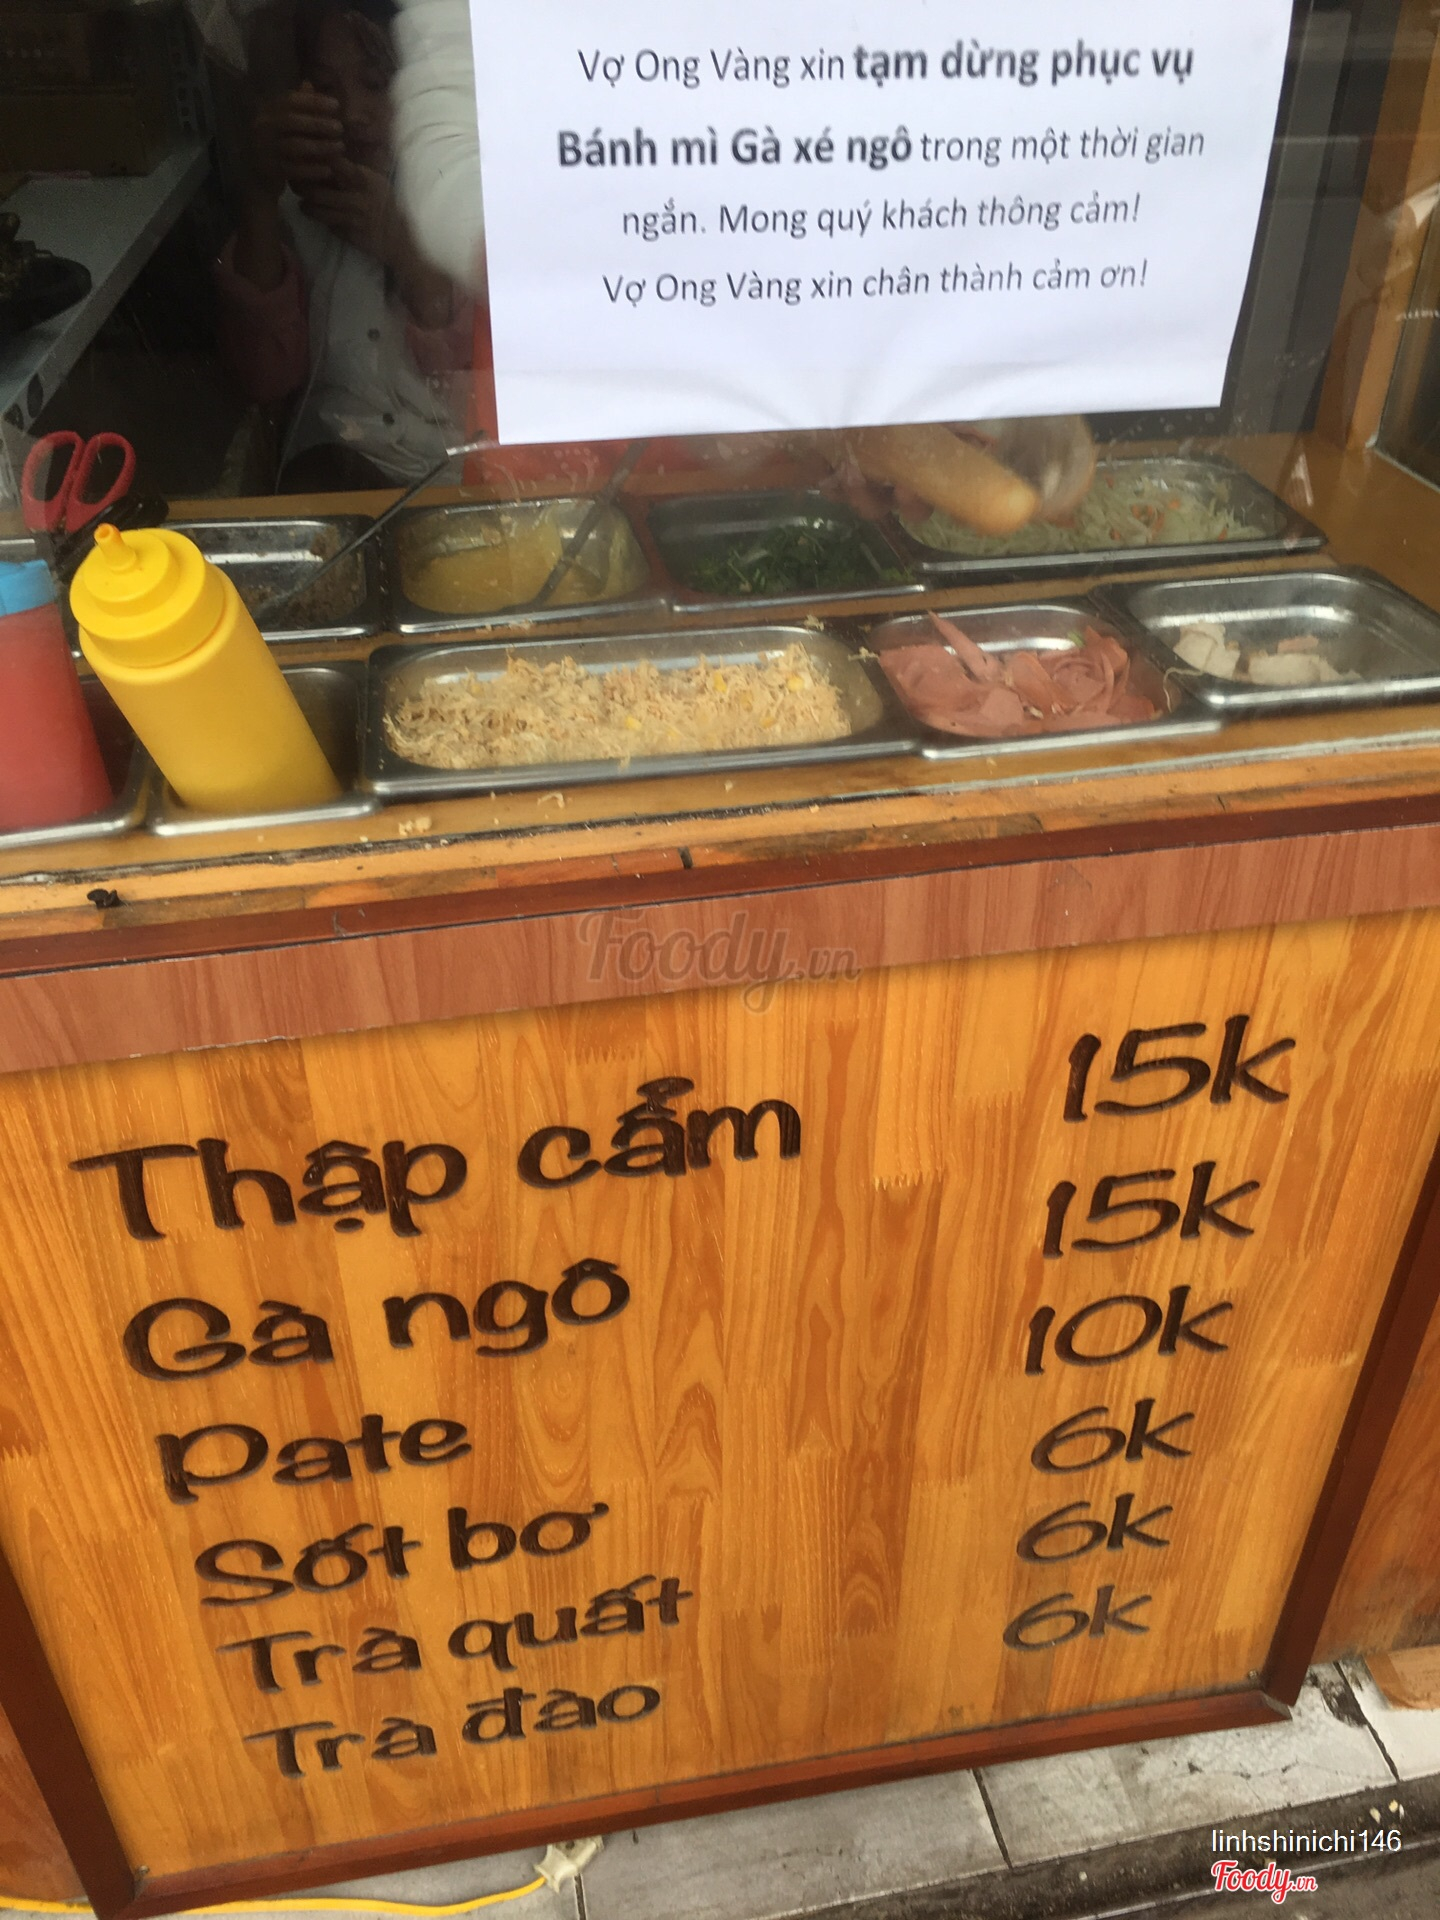 Vợ Ong Vàng xin tạm dừng phục vụ
Bánh mì Gà xé ngô trong một thời gian
ngắn. Mong quý khách thông cảm!
Vợ Ong Vàng xin chân thành cảm ơn!
Foody.vn
Thập cẩm 15k
Gà ngô 15k
Pate 10k
Sốt bơ 6k
Trà quất 6k
Trà đào 6k
linhshinichi146
Foody.vn